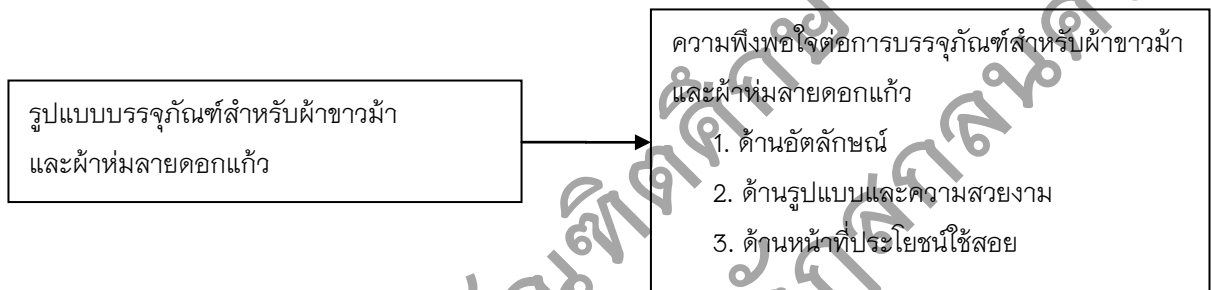 รูปแบบบรรจุภัณฑ์สำหรับผ้าขาวม้า
และผ้าห่มลายดอกแก้ว
ความพึงพอใจต่อการบรรจุภัณฑ์สำหรับผ้าขาวม้า
และผ้าห่มลายดอกแก้ว
1. ด้านอัตลักษณ์
2. ด้านรูปแบบและความสวยงาม
3. ด้านหน้าที่ประโยชน์ใช้สอย